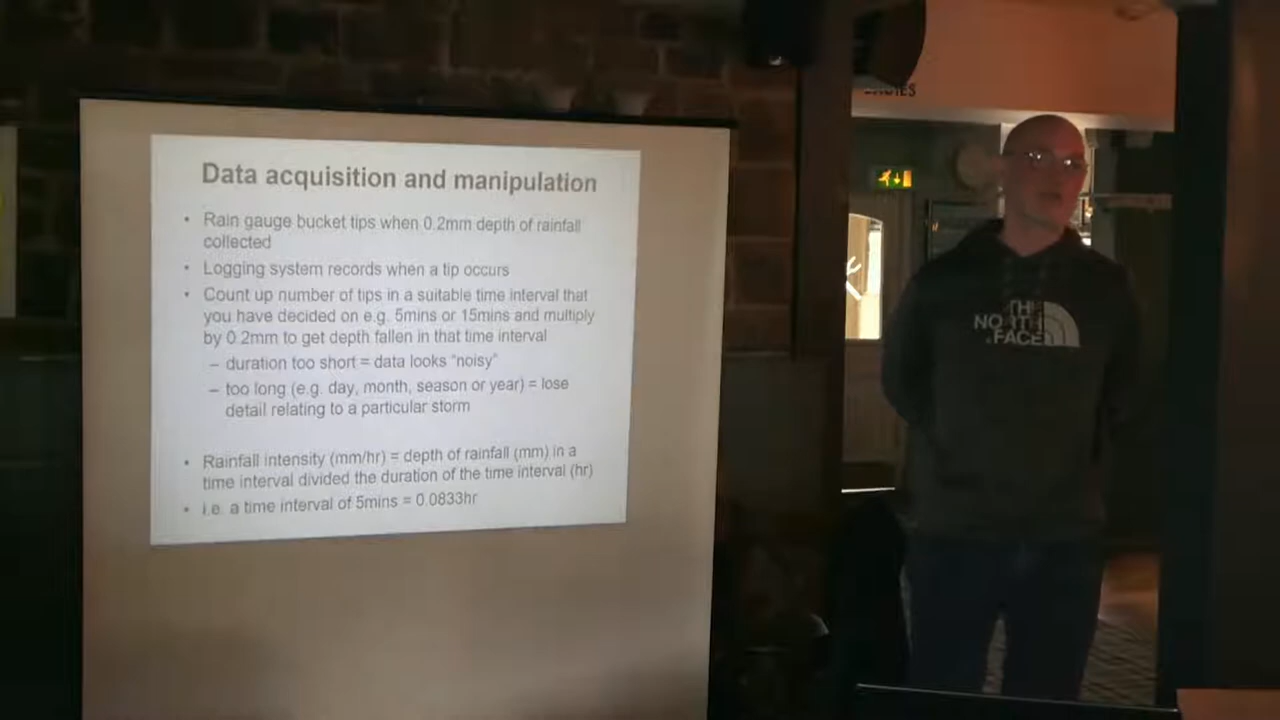 Data acquisition and manipulation
• Rain gauge bucket tips when 0.2mm depth of rainfall
collected
• Logging system records when a tip occurs
• Count up number of tips in a suitable time interval that
you have decided on e.g. 5mins or 15mins and multiply
by 0.2mm to get depth fallen in that time interval
– duration too short = data looks “noisy”
– too long (e.g. day, month, season or year) = lose
detail relating to a particular storm
• Rainfall intensity (mm/hr) = depth of rainfall (mm) in a
time interval divided the duration of the time interval (hr)
• i.e. a time interval of 5mins = 0.0833hr
LADIES
THE
NORTH
FACE